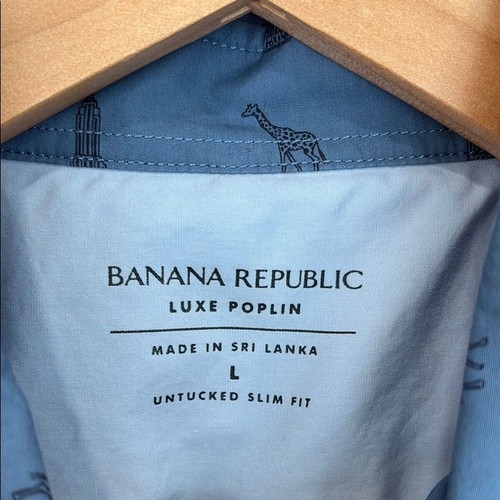 BANANA REPUBLIC
LUXE POPLIN
MADE IN SRI LANKA
L
UNTUCKED SLIM FIT